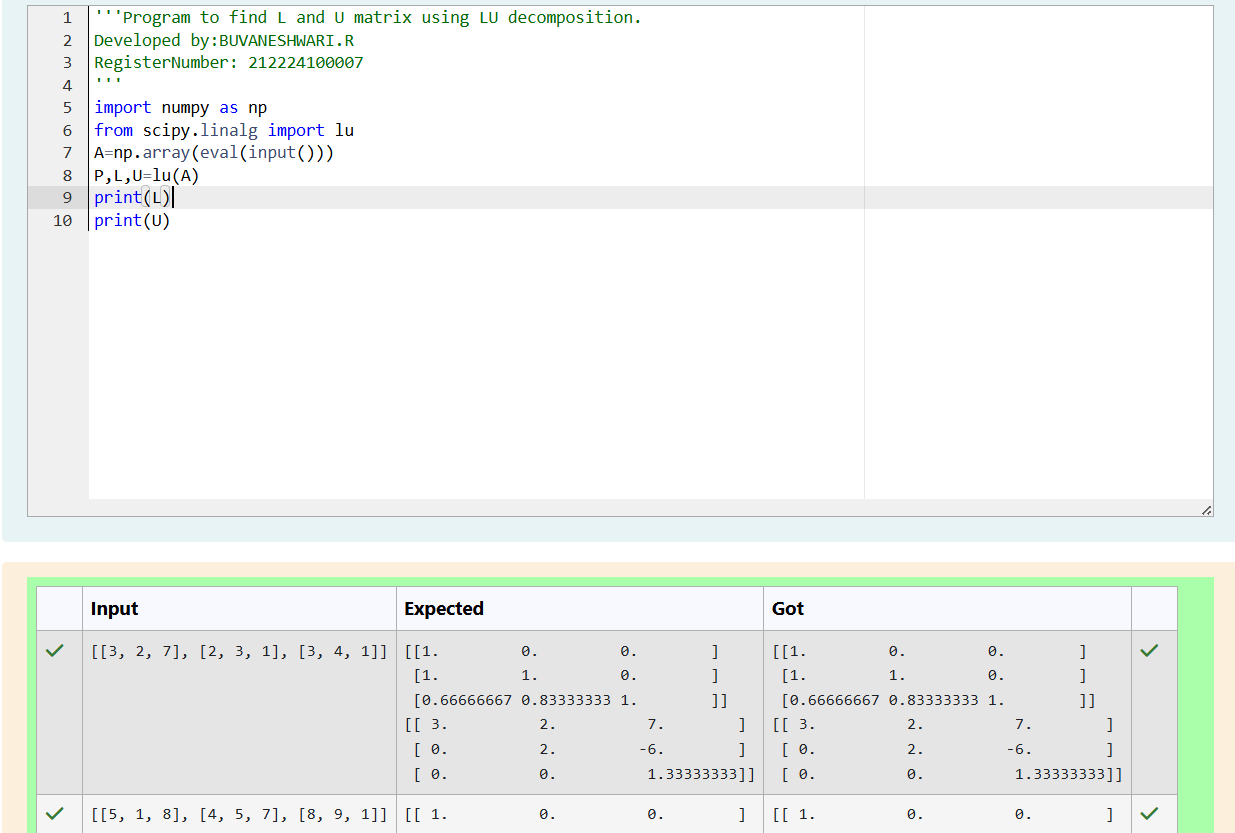 1 '''Program to find L and U matrix using LU decomposition.
2 Developed by:BUVANESHWARI.R
3 RegisterNumber: 212224100007
4 '''
5 import numpy as np
6 from scipy.linalg import lu
7 A=np.array(eval(input()))
8 P,L,U=lu(A)
9 print(L)
10 print(U)
Input Expected Got
[[3, 2, 7], [2, 3, 1], [3, 4, 1]] [[1. 0. 0. ] [[1. 0. 0. ]
[1. 1. 0. ] [1. 1. 0. ]
[0.66666667 0.83333333 1. ]] [0.66666667 0.83333333 1. ]]
[[ 3. 2. 7. ] [[ 3. 2. 7. ]
[ 0. 2. -6. ] [ 0. 2. -6. ]
[ 0. 0. 1.33333333]] [ 0. 0. 1.33333333]]
[[5, 1, 8], [4, 5, 7], [8, 9, 1]] [[ 1. 0. 0. ] [[ 1. 0. 0. ]